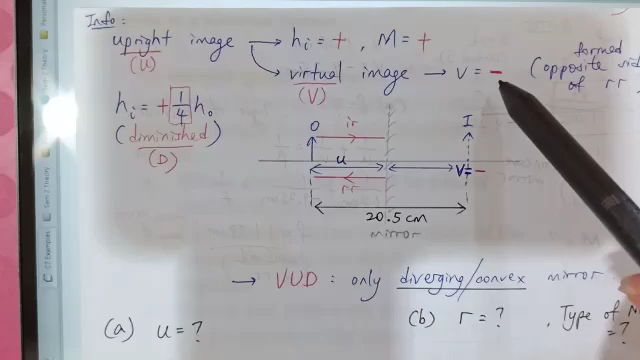 Info:
upright image → hi = + , M = +
(U)
virtual image → v = −
(V)
formed
(opposite side
of rr
hi = + 1/4 ho
(diminished)
(D)
O
ir
I
u
v = −
rr
20.5 cm
mirror
→ VUD : only diverging/convex mirror.
(a) u = ?
(b) r = ?
, Type of
= ?